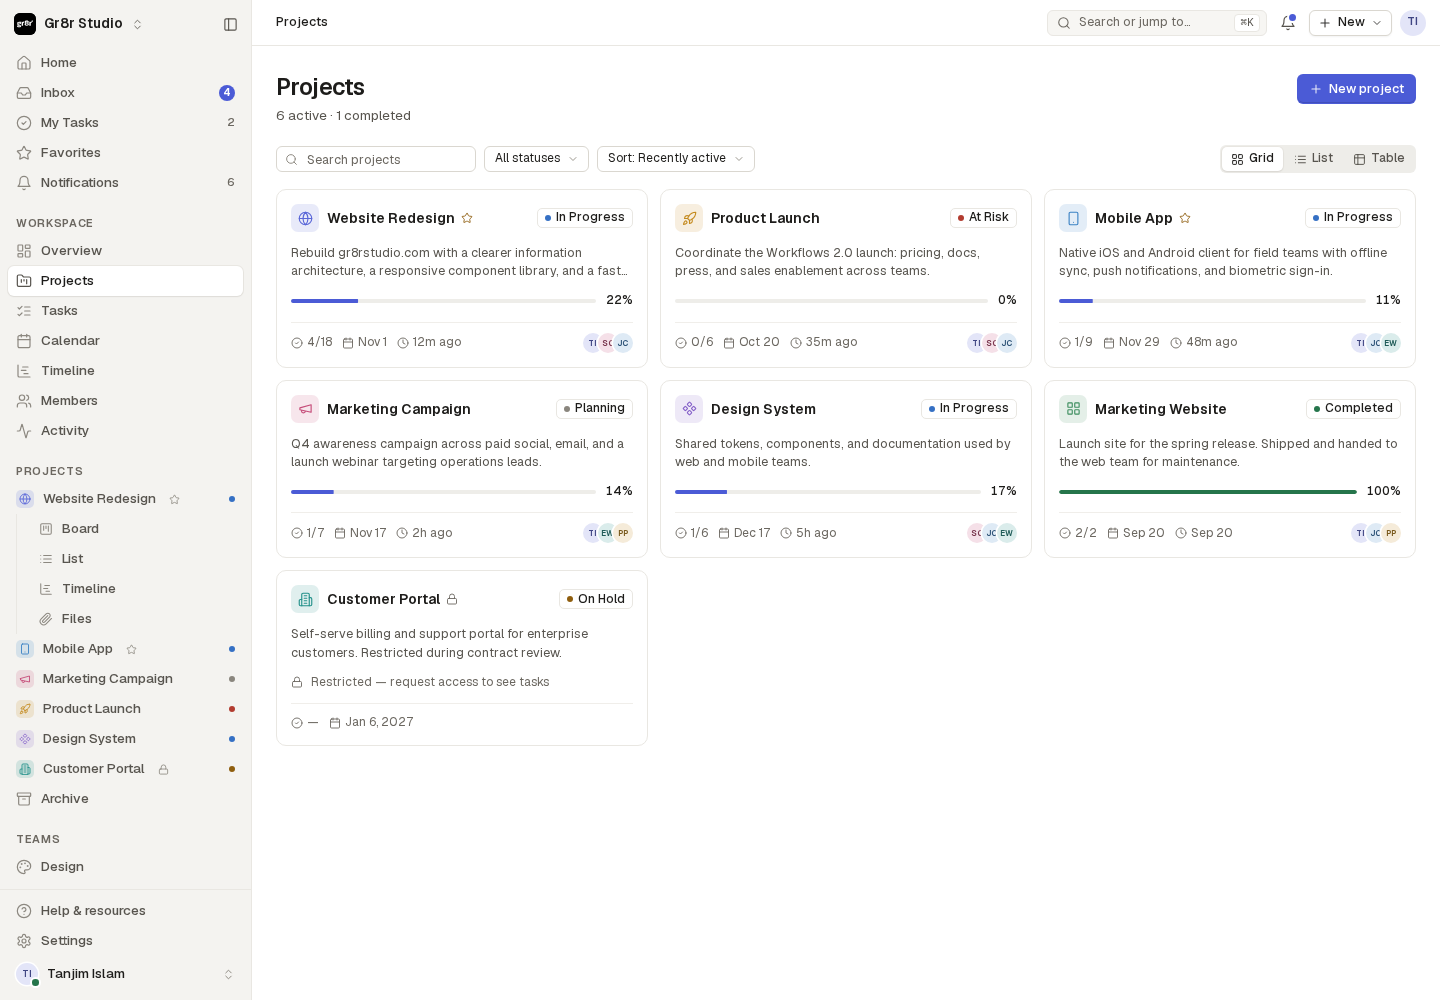 gr8r
Gr8r Studio
Home
Inbox 4
My Tasks 2
Favorites
Notifications 6
WORKSPACE
Overview
Projects
Tasks
Calendar
Timeline
Members
Activity
PROJECTS
Website Redesign
Board
List
Timeline
Files
Mobile App
Marketing Campaign
Product Launch
Design System
Customer Portal
Archive
TEAMS
Design
Help & resources
Settings
TI Tanjim Islam
Projects
Search or jump to… ⌘K
New
TI
Projects
6 active · 1 completed
New project
Search projects
All statuses
Sort: Recently active
Grid List Table
Website Redesign In Progress
Rebuild gr8rstudio.com with a clearer information
architecture, a responsive component library, and a fast…
22%
4/18 Nov 1 12m ago TI SC JC
Product Launch At Risk
Coordinate the Workflows 2.0 launch: pricing, docs,
press, and sales enablement across teams.
0%
0/6 Oct 20 35m ago TI SC JC
Mobile App In Progress
Native iOS and Android client for field teams with offline
sync, push notifications, and biometric sign-in.
11%
1/9 Nov 29 48m ago TI JC EW
Marketing Campaign Planning
Q4 awareness campaign across paid social, email, and a
launch webinar targeting operations leads.
14%
1/7 Nov 17 2h ago TI EW PP
Design System In Progress
Shared tokens, components, and documentation used by
web and mobile teams.
17%
1/6 Dec 17 5h ago SC JC EW
Marketing Website Completed
Launch site for the spring release. Shipped and handed to
the web team for maintenance.
100%
2/2 Sep 20 Sep 20 TI JC PP
Customer Portal On Hold
Self-serve billing and support portal for enterprise
customers. Restricted during contract review.
Restricted — request access to see tasks
— Jan 6, 2027